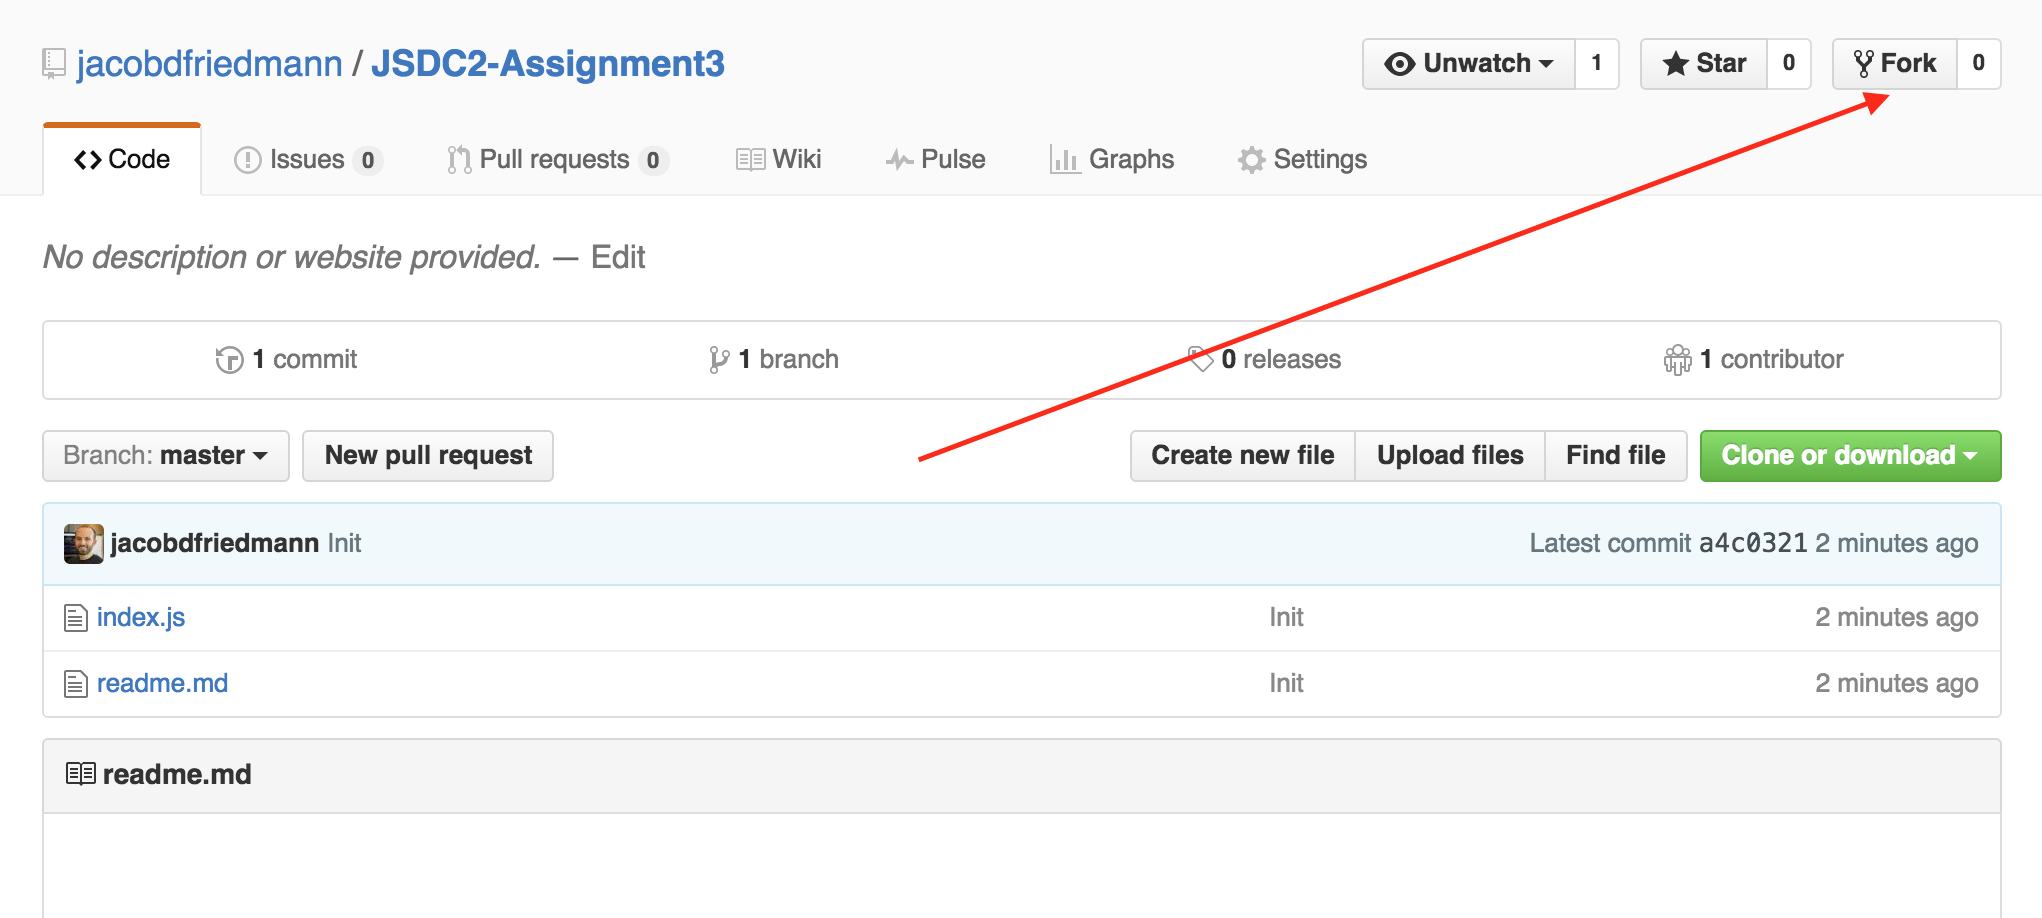 jacobdfriedmann / JSDC2-Assignment3
Unwatch 1 Star 0 Fork 0
Code Issues 0 Pull requests 0 Wiki Pulse Graphs Settings
No description or website provided. — Edit
1 commit 1 branch 0 releases 1 contributor
Branch: master New pull request Create new file Upload files Find file Clone or download
jacobdfriedmann Init Latest commit a4c0321 2 minutes ago
index.js Init 2 minutes ago
readme.md Init 2 minutes ago
readme.md